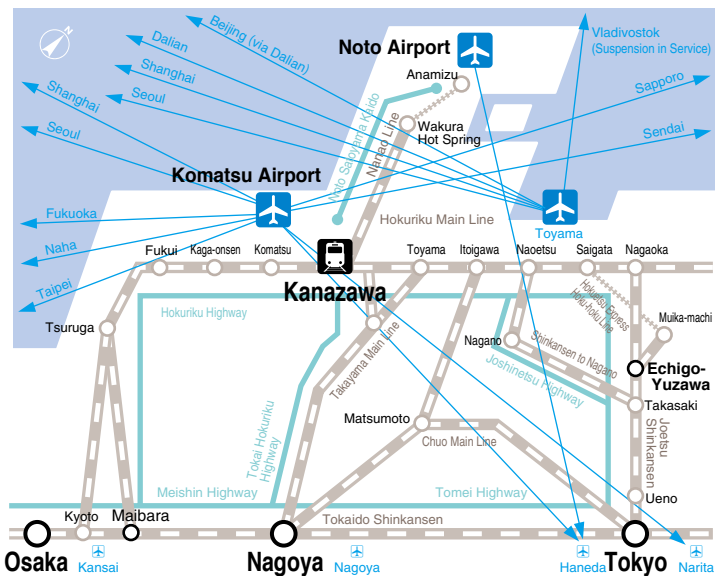 Beijing (via Dalian)
Dalian
Shanghai
Seoul
Shanghai
Seoul
Noto Airport
Anamizu
Vladivostok
(Suspension in Service)
Sapporo
Sendai
Noto Satoyama Kaido
Nanao Line
Wakura
Hot Spring
Komatsu Airport
Fukuoka
Naha
Taipei
Hokuriku Main Line
Toyama
Fukui
Kaga-onsen
Komatsu
Kanazawa
Toyama
Itoigawa
Naoetsu
Saigata
Nagaoka
Tsuruga
Hokuriku Highway
Takayama Main Line
Hokuetsu Express
Hoku-hoku Line
Muika-machi
Nagano
Shinkansen to Nagano
Joshinetsu Highway
Echigo-
Yuzawa
Takasaki
Matsumoto
Chuo Main Line
Joetsu
Shinkansen
Tokai Hokuriku
Highway
Meishin Highway
Tomei Highway
Ueno
Kyoto
Maibara
Tokaido Shinkansen
Osaka
Kansai
Nagoya
Nagoya
Haneda
Tokyo
Narita